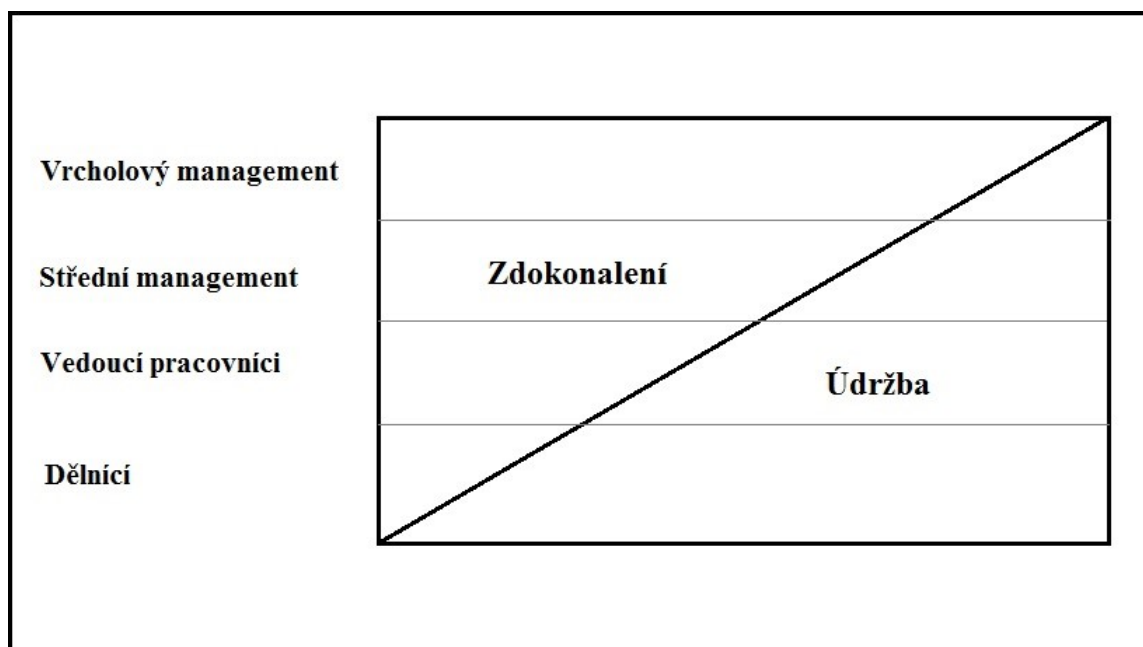 Vrcholový management
Střední management
Zdokonalení
Vedoucí pracovníci
Údržba
Dělnící